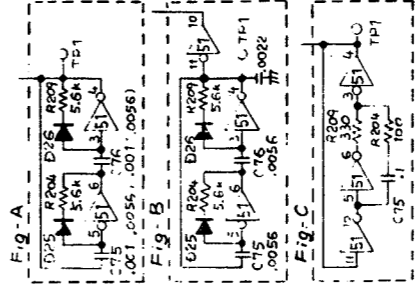 Fig-A
D25
R204
5.6k
D26
R209
5.6k
TP1
5
51
6
3
51
4
C75
C76
(.001 .0056, .001 .0056)
Fig-B
11
51
10
D25
R204
5.6k
D26
R209
5.6k
TP1
5
51
6
3
51
4
C75
.0056
C76
.0056
.0022
Fig-C
R209
330
TP1
11
51
5
51
6
3
51
4
R204
100
.1
C75